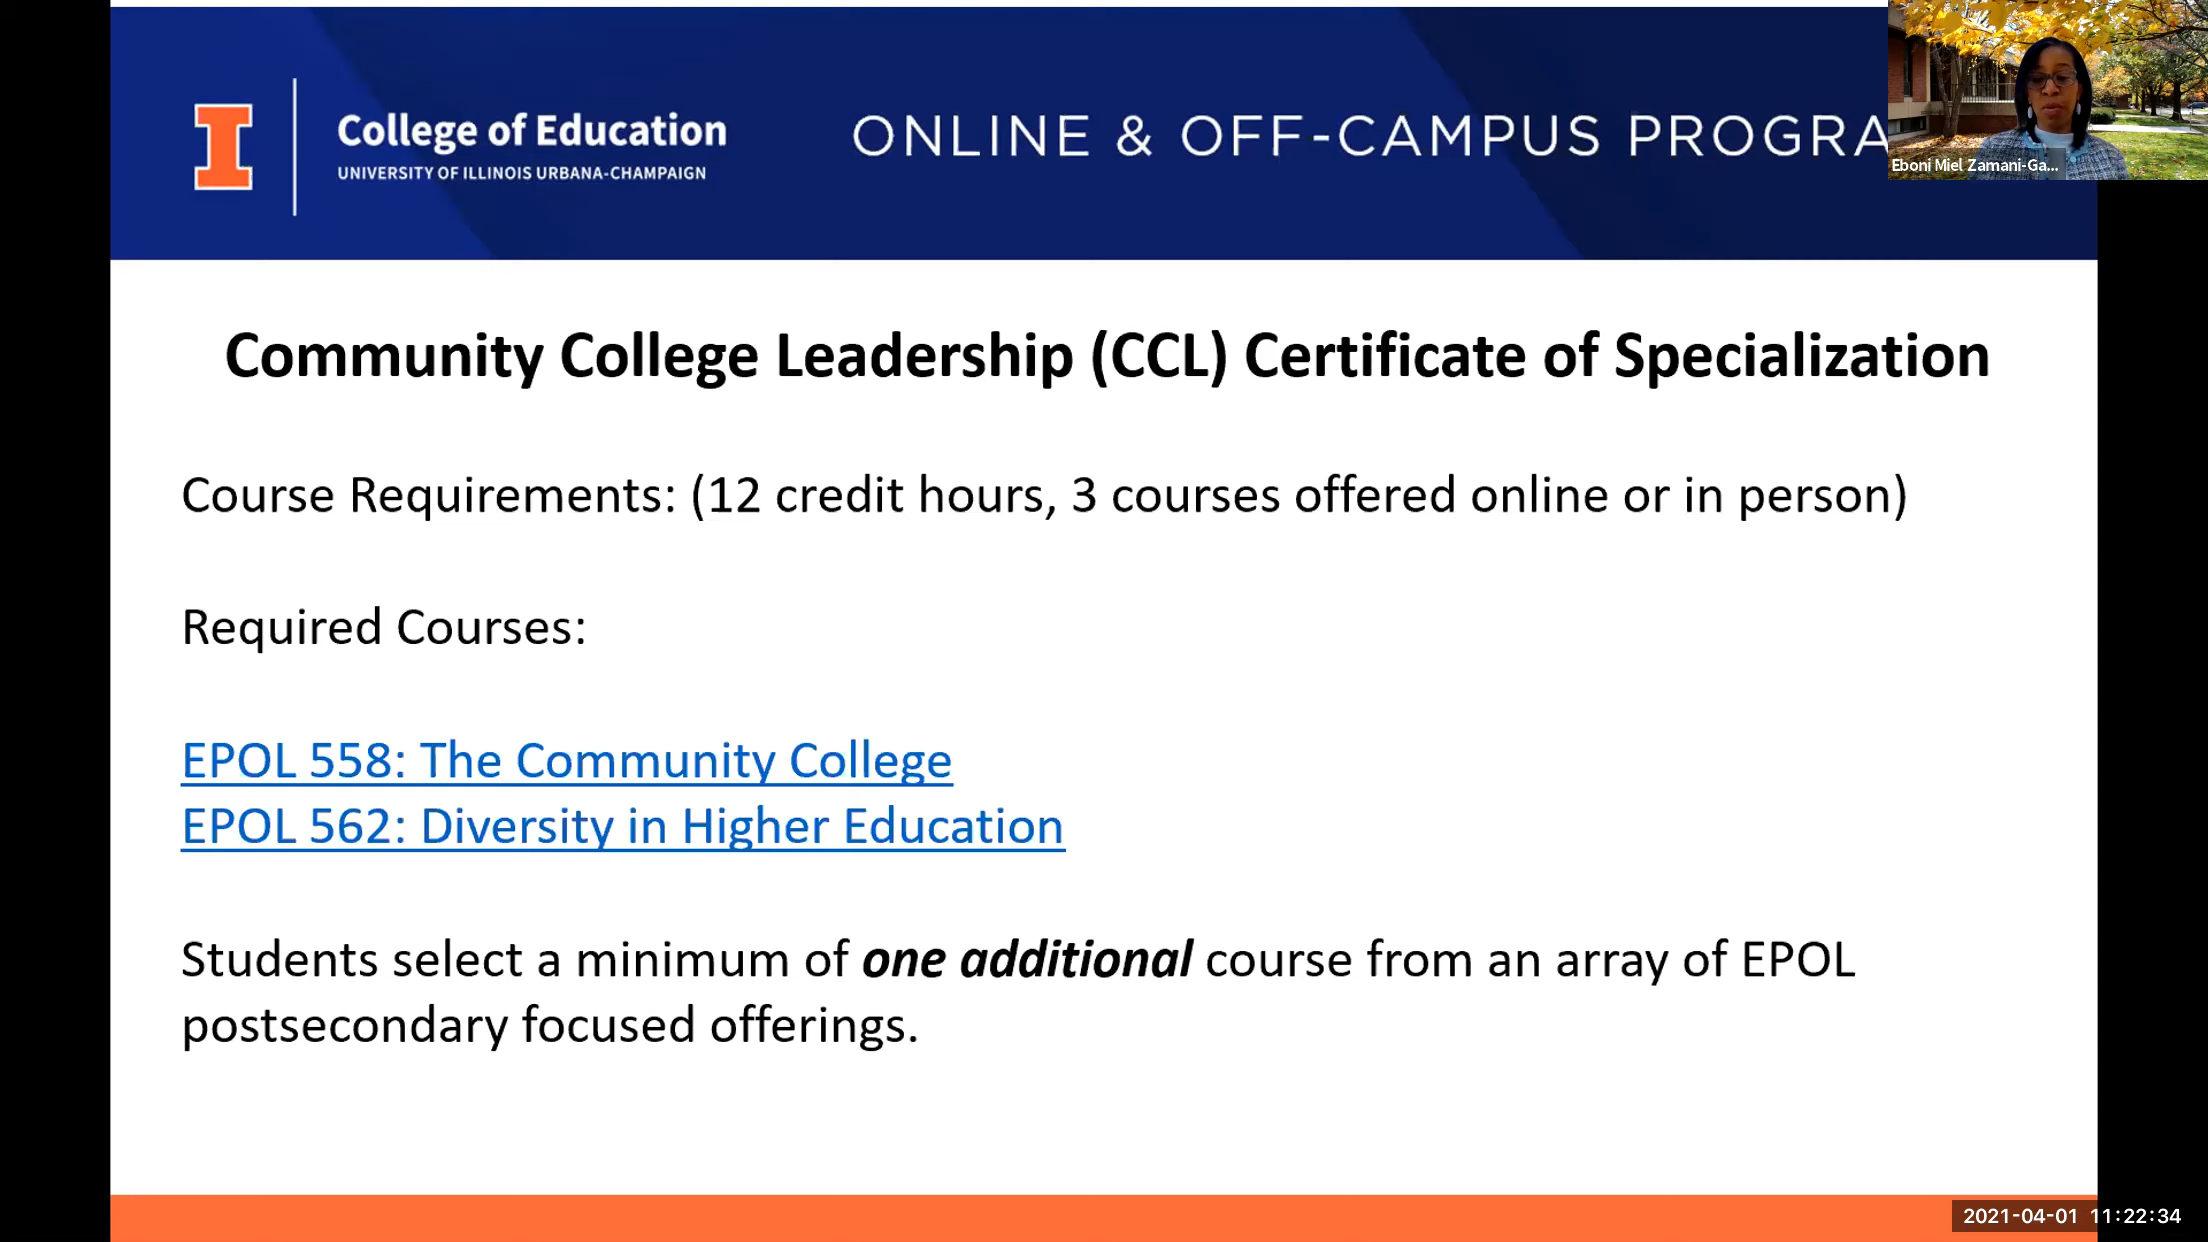 College of Education
UNIVERSITY OF ILLINOIS URBANA-CHAMPAIGN
ONLINE & OFF-CAMPUS PROGRA
Eboni Miel Zamani-Ga...
Community College Leadership (CCL) Certificate of Specialization
Course Requirements: (12 credit hours, 3 courses offered online or in person)
Required Courses:
EPOL 558: The Community College
EPOL 562: Diversity in Higher Education
Students select a minimum of one additional course from an array of EPOL
postsecondary focused offerings.
2021-04-01 11:22:34